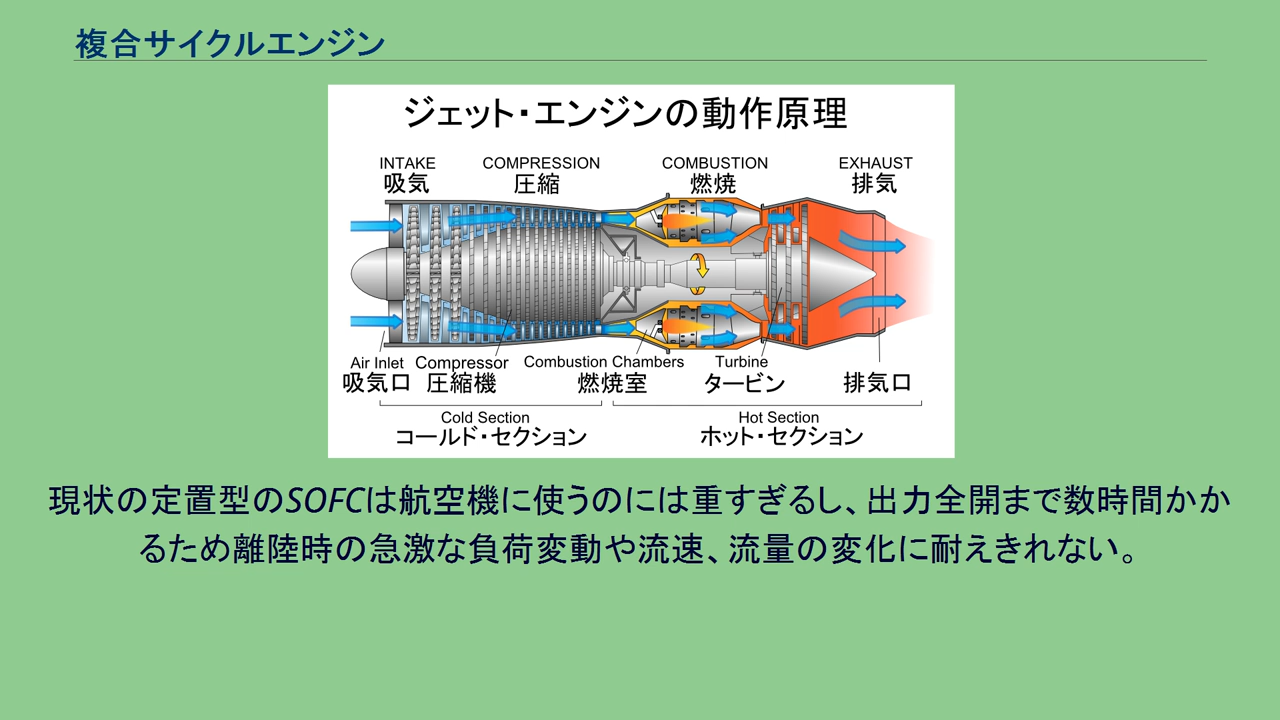 複合サイクルエンジン
ジェット・エンジンの動作原理
INTAKE COMPRESSION COMBUSTION EXHAUST
吸気 圧縮 燃焼 排気
Air Inlet Compressor Combustion Chambers Turbine
吸気口 圧縮機 燃焼室 タービン 排気口
Cold Section Hot Section
コールド・セクション ホット・セクション
現状の定置型のSOFCは航空機に使うのには重すぎるし、出力全開まで数時間かか
るため離陸時の急激な負荷変動や流速、流量の変化に耐えきれない。